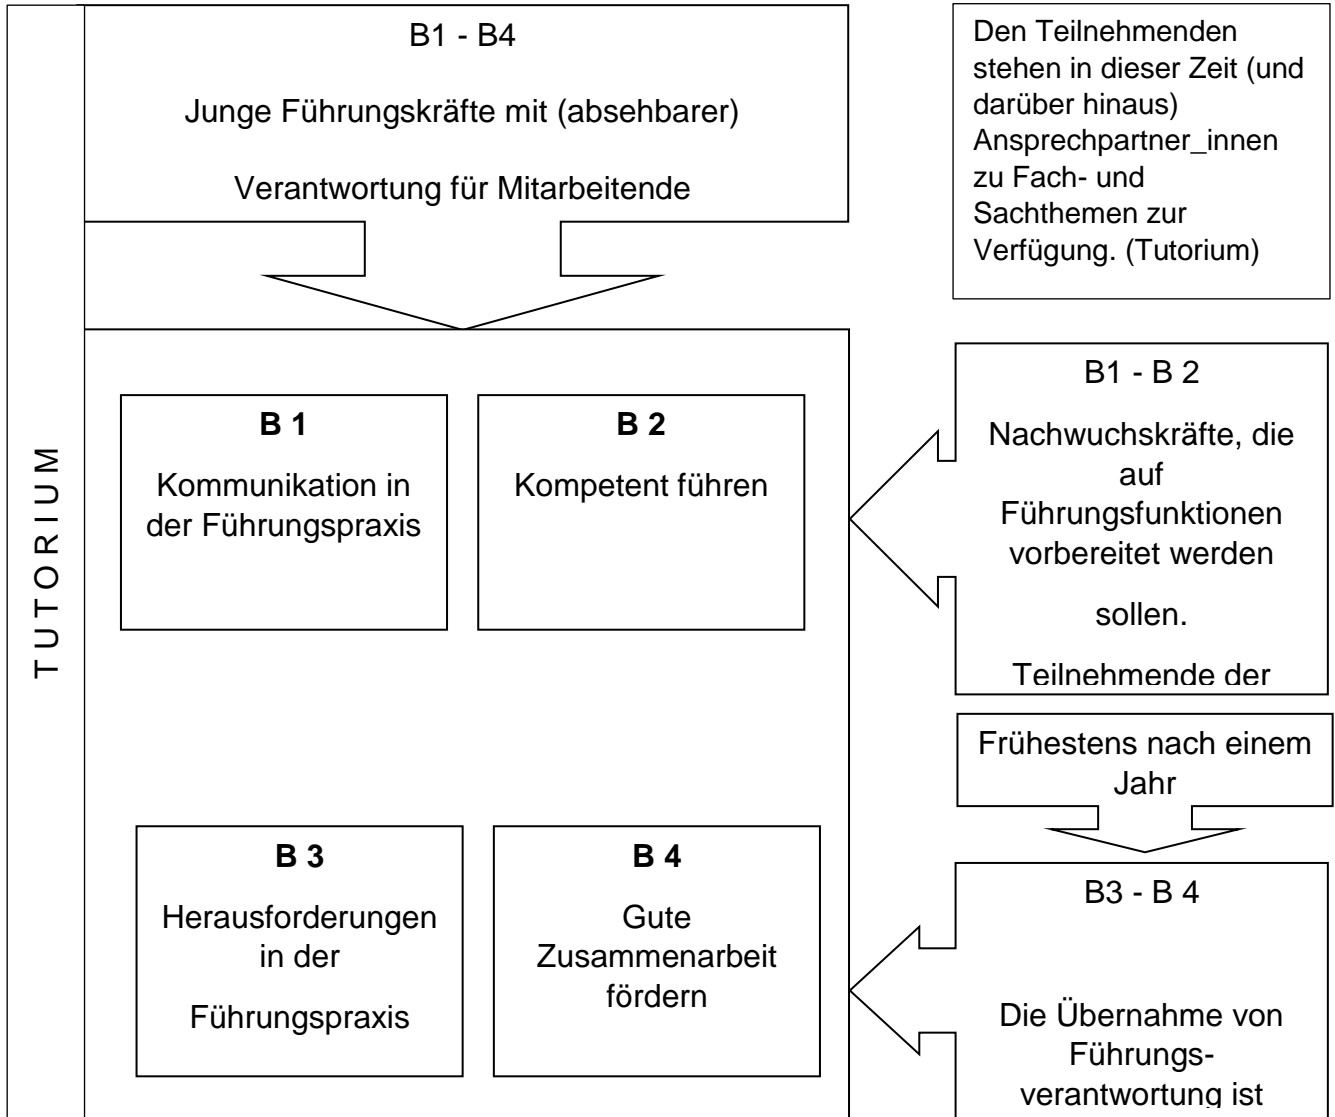 TUTORIUM
B1 - B4
Junge Führungskräfte mit (absehbarer)
Verantwortung für Mitarbeitende
Den Teilnehmenden
stehen in dieser Zeit (und
darüber hinaus)
Ansprechpartner_innen
zu Fach- und
Sachthemen zur
Verfügung. (Tutorium)
B 1
Kommunikation in
der Führungspraxis
B 2
Kompetent führen
B1 - B 2
Nachwuchskräfte, die
auf
Führungsfunktionen
vorbereitet werden
sollen.
Teilnehmende der
Frühestens nach einem
Jahr
B 3
Herausforderungen
in der
Führungspraxis
B 4
Gute
Zusammenarbeit
fördern
B3 - B 4
Die Übernahme von
Führungs-
verantwortung ist